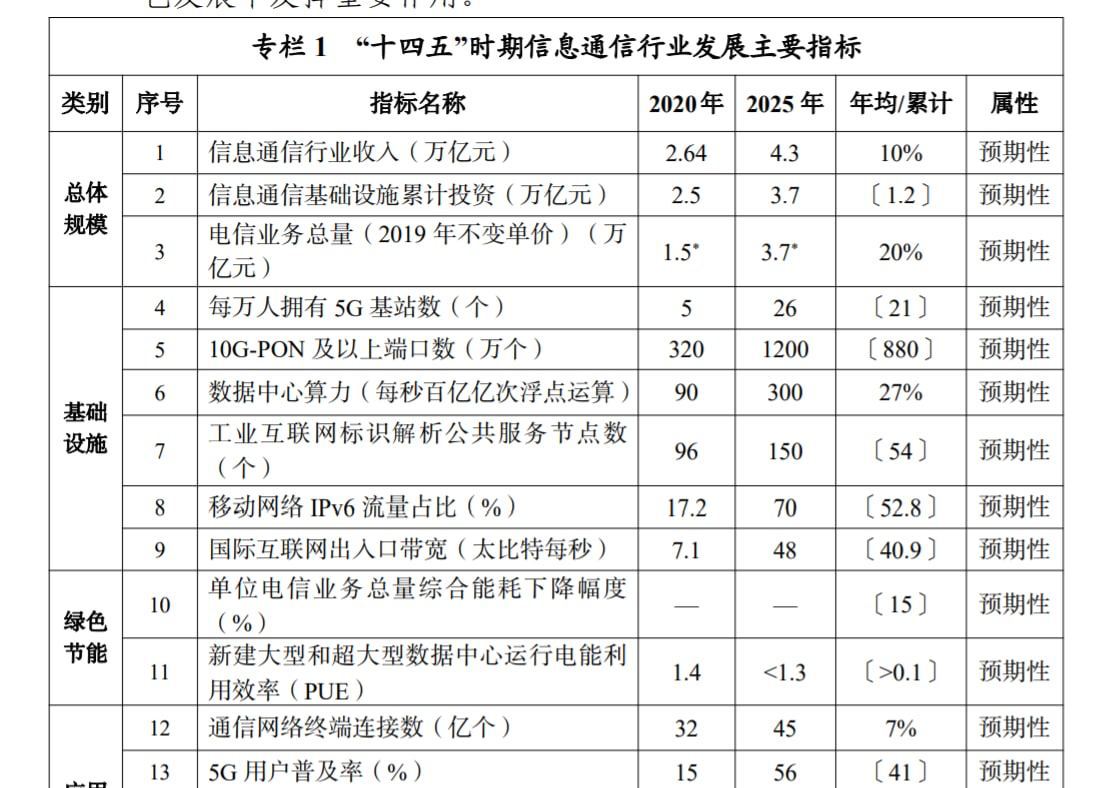 专栏 1 “十四五”时期信息通信行业发展主要指标
类别 序号 指标名称 2020 年 2025 年 年均/累计 属性
总体
规模
1 信息通信行业收入（万亿元） 2.64 4.3 10% 预期性
2 信息通信基础设施累计投资（万亿元） 2.5 3.7 〔1.2〕 预期性
3 电信业务总量（2019 年不变单价）（万
亿元） 1.5* 3.7* 20% 预期性
基础
设施
4 每万人拥有 5G 基站数（个） 5 26 〔21〕 预期性
5 10G-PON 及以上端口数（万个） 320 1200 〔880〕 预期性
6 数据中心算力（每秒百亿亿次浮点运算） 90 300 27% 预期性
7 工业互联网标识解析公共服务节点数
（个） 96 150 〔54〕 预期性
8 移动网络 IPv6 流量占比（%） 17.2 70 〔52.8〕 预期性
9 国际互联网出入口带宽（太比特每秒） 7.1 48 〔40.9〕 预期性
绿色
节能
10 单位电信业务总量综合能耗下降幅度
（%） — — 〔15〕 预期性
11 新建大型和超大型数据中心运行电能利
用效率（PUE） 1.4 <1.3 〔>0.1〕 预期性
12 通信网络终端连接数（亿个） 32 45 7% 预期性
13 5G 用户普及率（%） 15 56 〔41〕 预期性